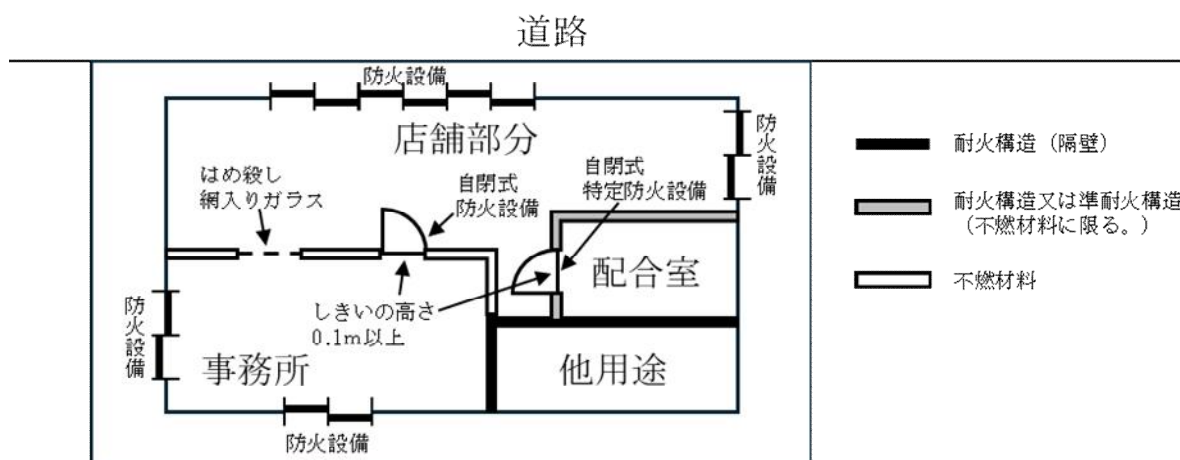 道路
防火設備
店舗部分
防火設備
はめ殺し
網入りガラス
自閉式
防火設備
自閉式
特定防火設備
配合室
しきいの高さ
0.1m以上
防火設備
事務所
他用途
防火設備
耐火構造（隔壁）
耐火構造又は準耐火構造
（不燃材料に限る。）
不燃材料